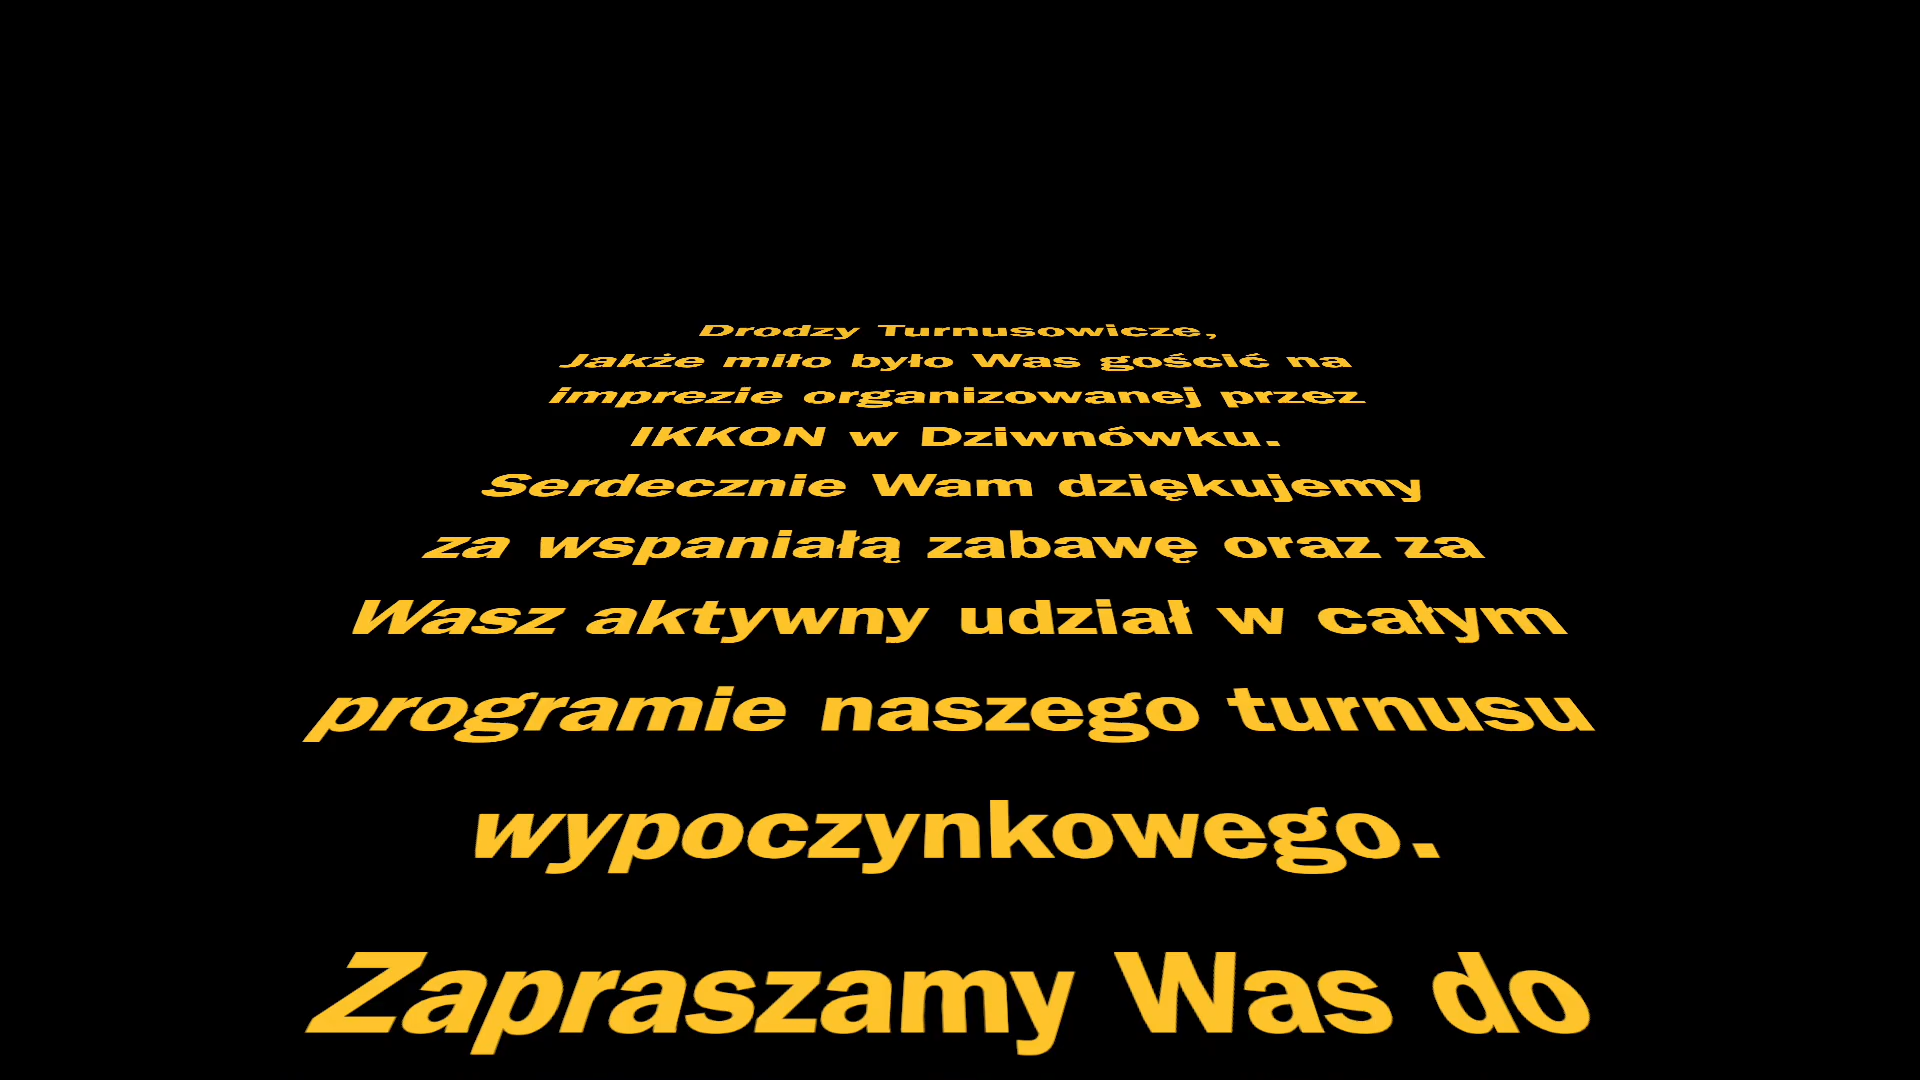 Drodzy Turnusowicze,
Jakże miło było Was gościć na
imprezie organizowanej przez
IKKON w Dziwnówku.
Serdecznie Wam dziękujemy
za wspaniałą zabawę oraz za
Wasz aktywny udział w całym
programie naszego turnusu
wypoczynkowego.
Zapraszamy Was do